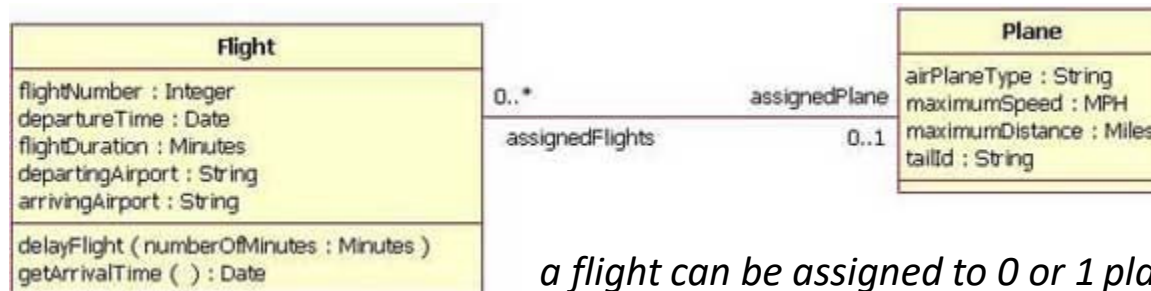 Flight
flightNumber : Integer
departureTime : Date
flightDuration : Minutes
departingAirport : String
arrivingAirport : String
delayFlight ( numberOfMinutes : Minutes )
getArrivalTime ( ) : Date
0..*
assignedFlights
assignedPlane
0..1
Plane
airPlaneType : String
maximumSpeed : MPH
maximumDistance : Miles
tailId : String
a flight can be assigned to 0 or 1 pla